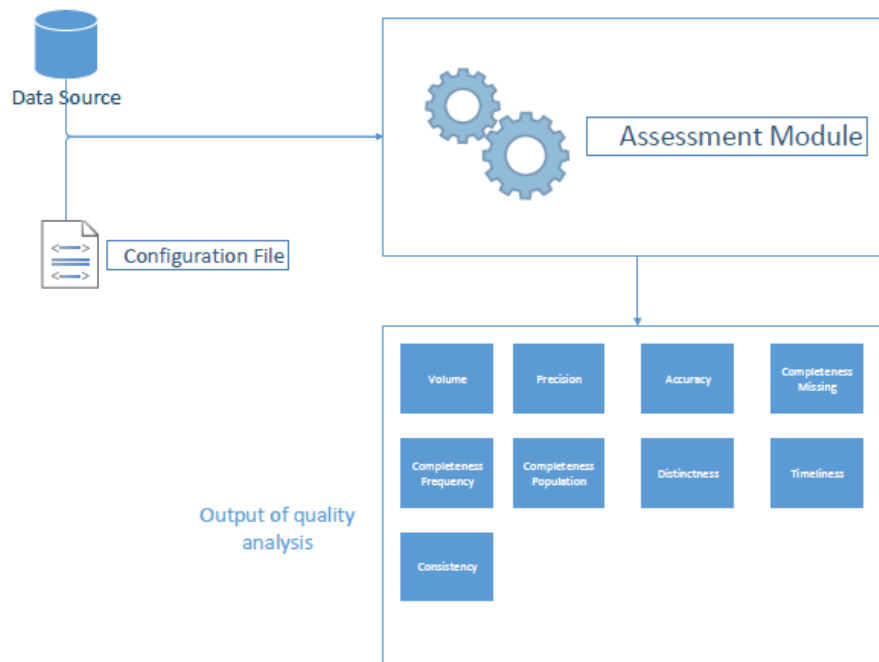 Data Source
Assessment Module
Configuration File
Volume
Precision
Accuracy
Completeness
Missing
Completeness
Frequency
Completeness
Population
Distinctness
Timeliness
Output of quality
analysis
Consistency